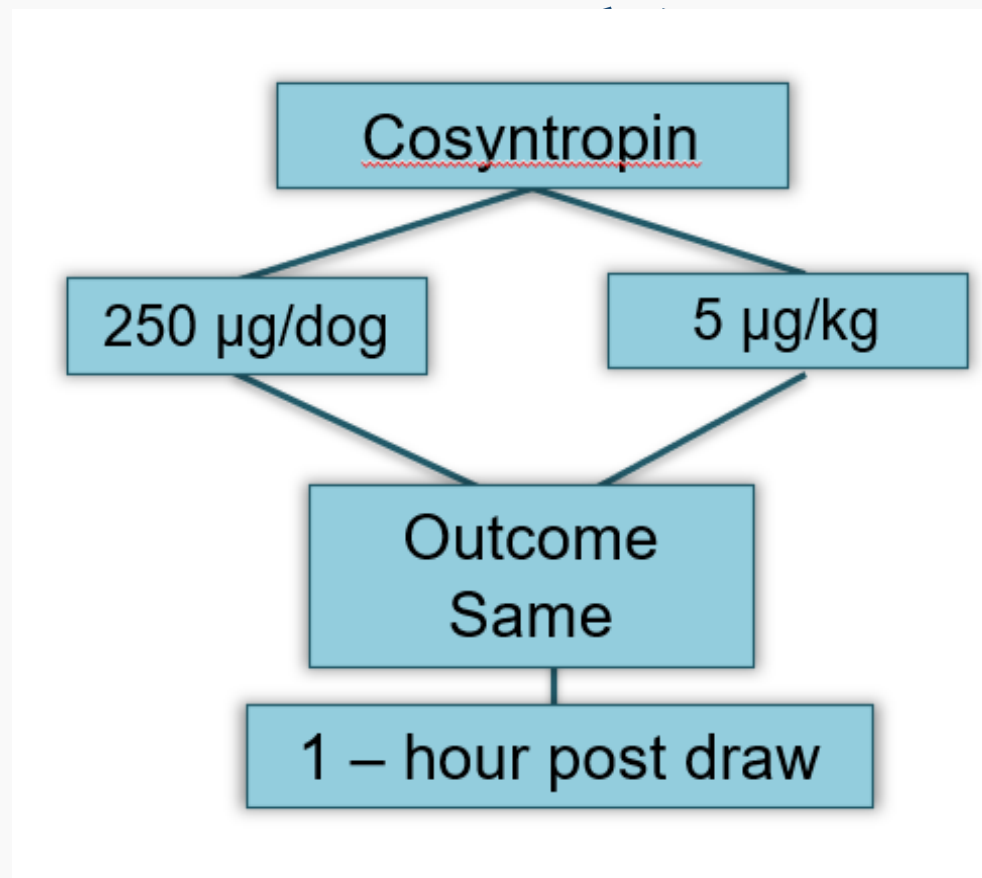 Cosyntropin
250 µg/dog
5 µg/kg
Outcome
Same
1 – hour post draw